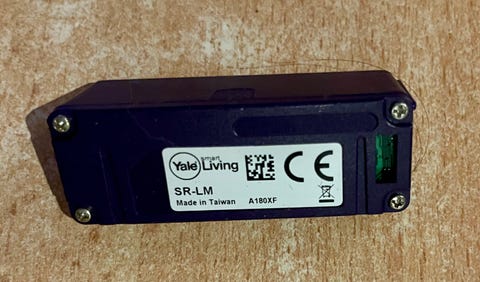 Yale smart Living
CE
SR-LM
Made in Taiwan A180XF